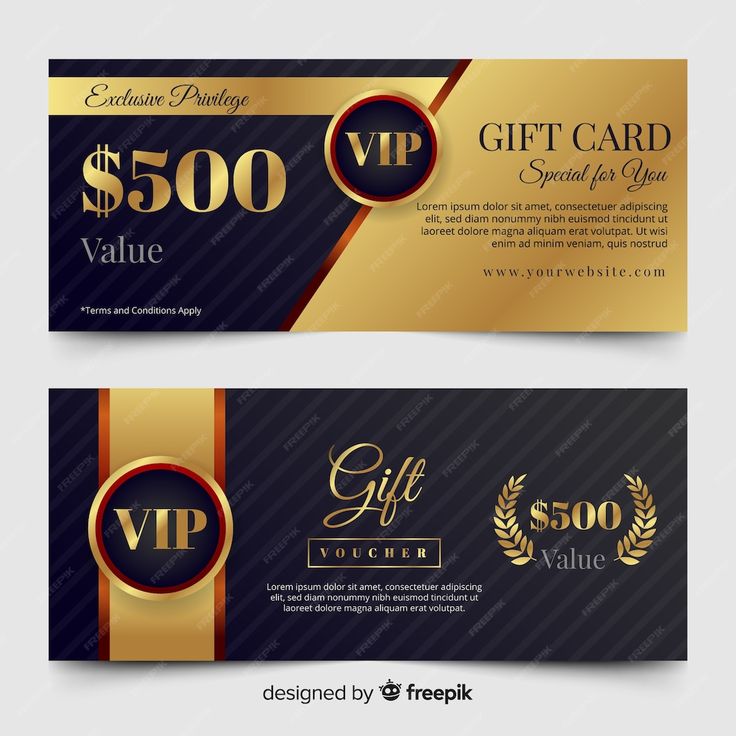 Exclusive Privilege
$500
Value
*Terms and Conditions Apply
VIP
GIFT CARD
Special for You
Lorem ipsum dolor sit amet, consectetur adipiscing
elit, sed diam nonummy nibh euismod tincidunt ut
laoreet dolore magna aliquam erat volutpat. Ut wisi
enim ad minim veniam, quis nostrud
www.yourwebsite.com
VIP
Gift
VOUCHER
Lorem ipsum dolor sit amet, consectetur
adipiscing elit, sed diam nonummy nibh euismod
tincidunt ut laoreet dolore magna aliquam erat
volutpat.
$500
Value
designed by freepik